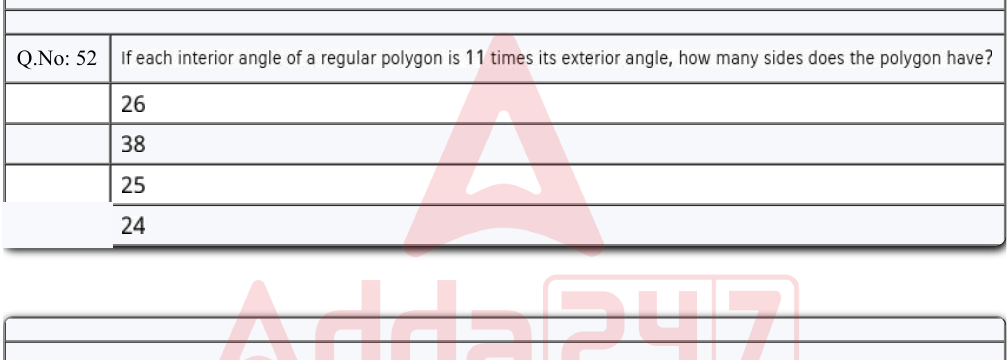 Q.No: 52 If each interior angle of a regular polygon is 11 times its exterior angle, how many sides does the polygon have?
26
38
25
24
Adda247